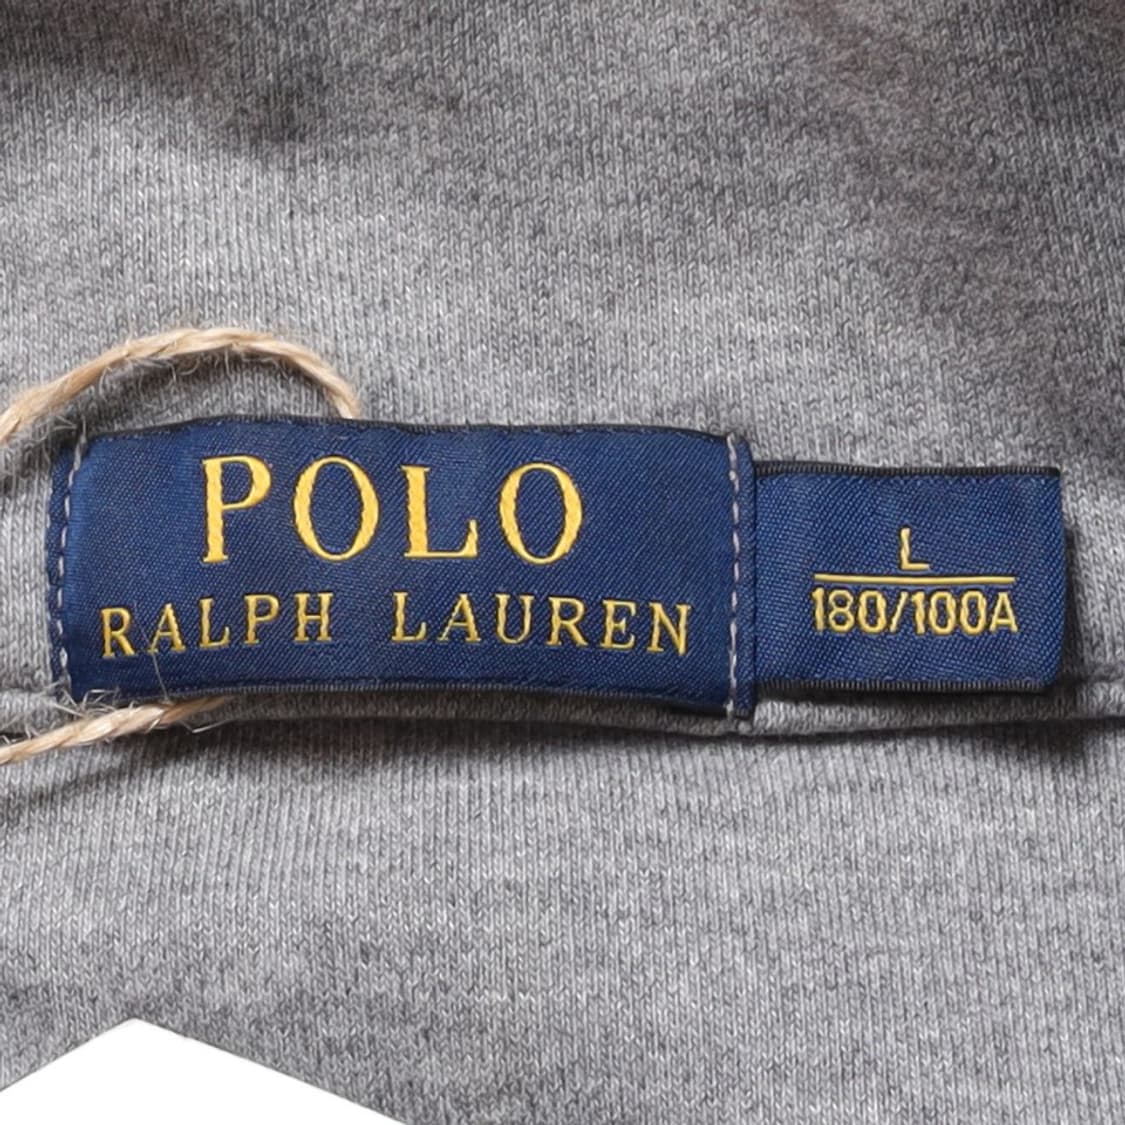 POLO
RALPH LAUREN
L
180/100A